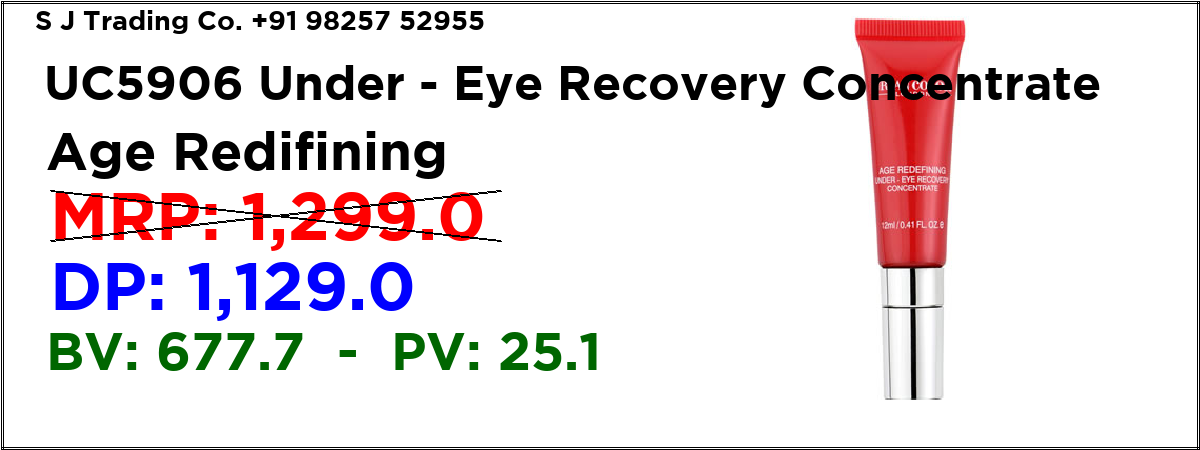 S J Trading Co. +91 98257 52955
UC5906 Under - Eye Recovery Concentrate
Age Redifining
MRP: 1,299.0
DP: 1,129.0
BV: 677.7 - PV: 25.1
AGE REDEFINING
UNDER - EYE RECOVERY
CONCENTRATE
12ml / 0.41 FL. OZ. e